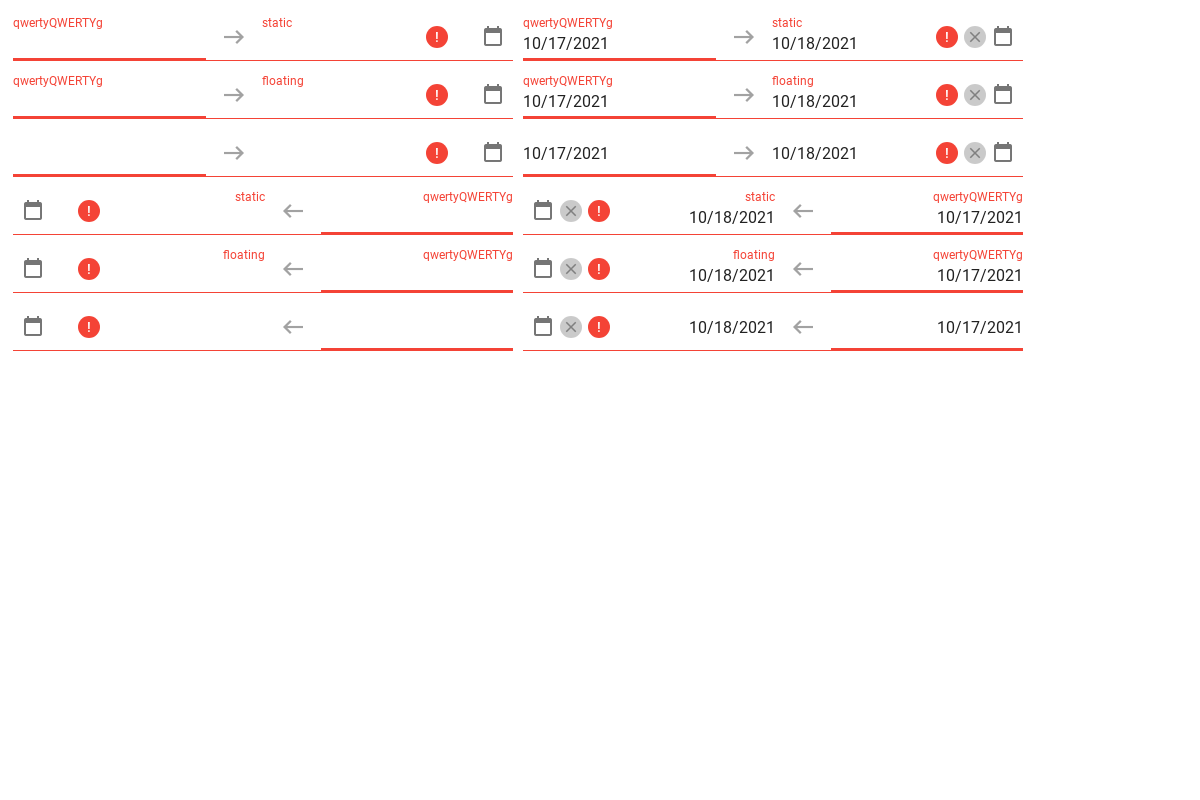 qwertyQWERTYg static qwertyQWERTYg static
10/17/2021 10/18/2021
qwertyQWERTYg floating qwertyQWERTYg floating
10/17/2021 10/18/2021
10/17/2021 10/18/2021
static qwertyQWERTYg static qwertyQWERTYg
10/18/2021 10/17/2021
floating qwertyQWERTYg floating qwertyQWERTYg
10/18/2021 10/17/2021
10/18/2021 10/17/2021